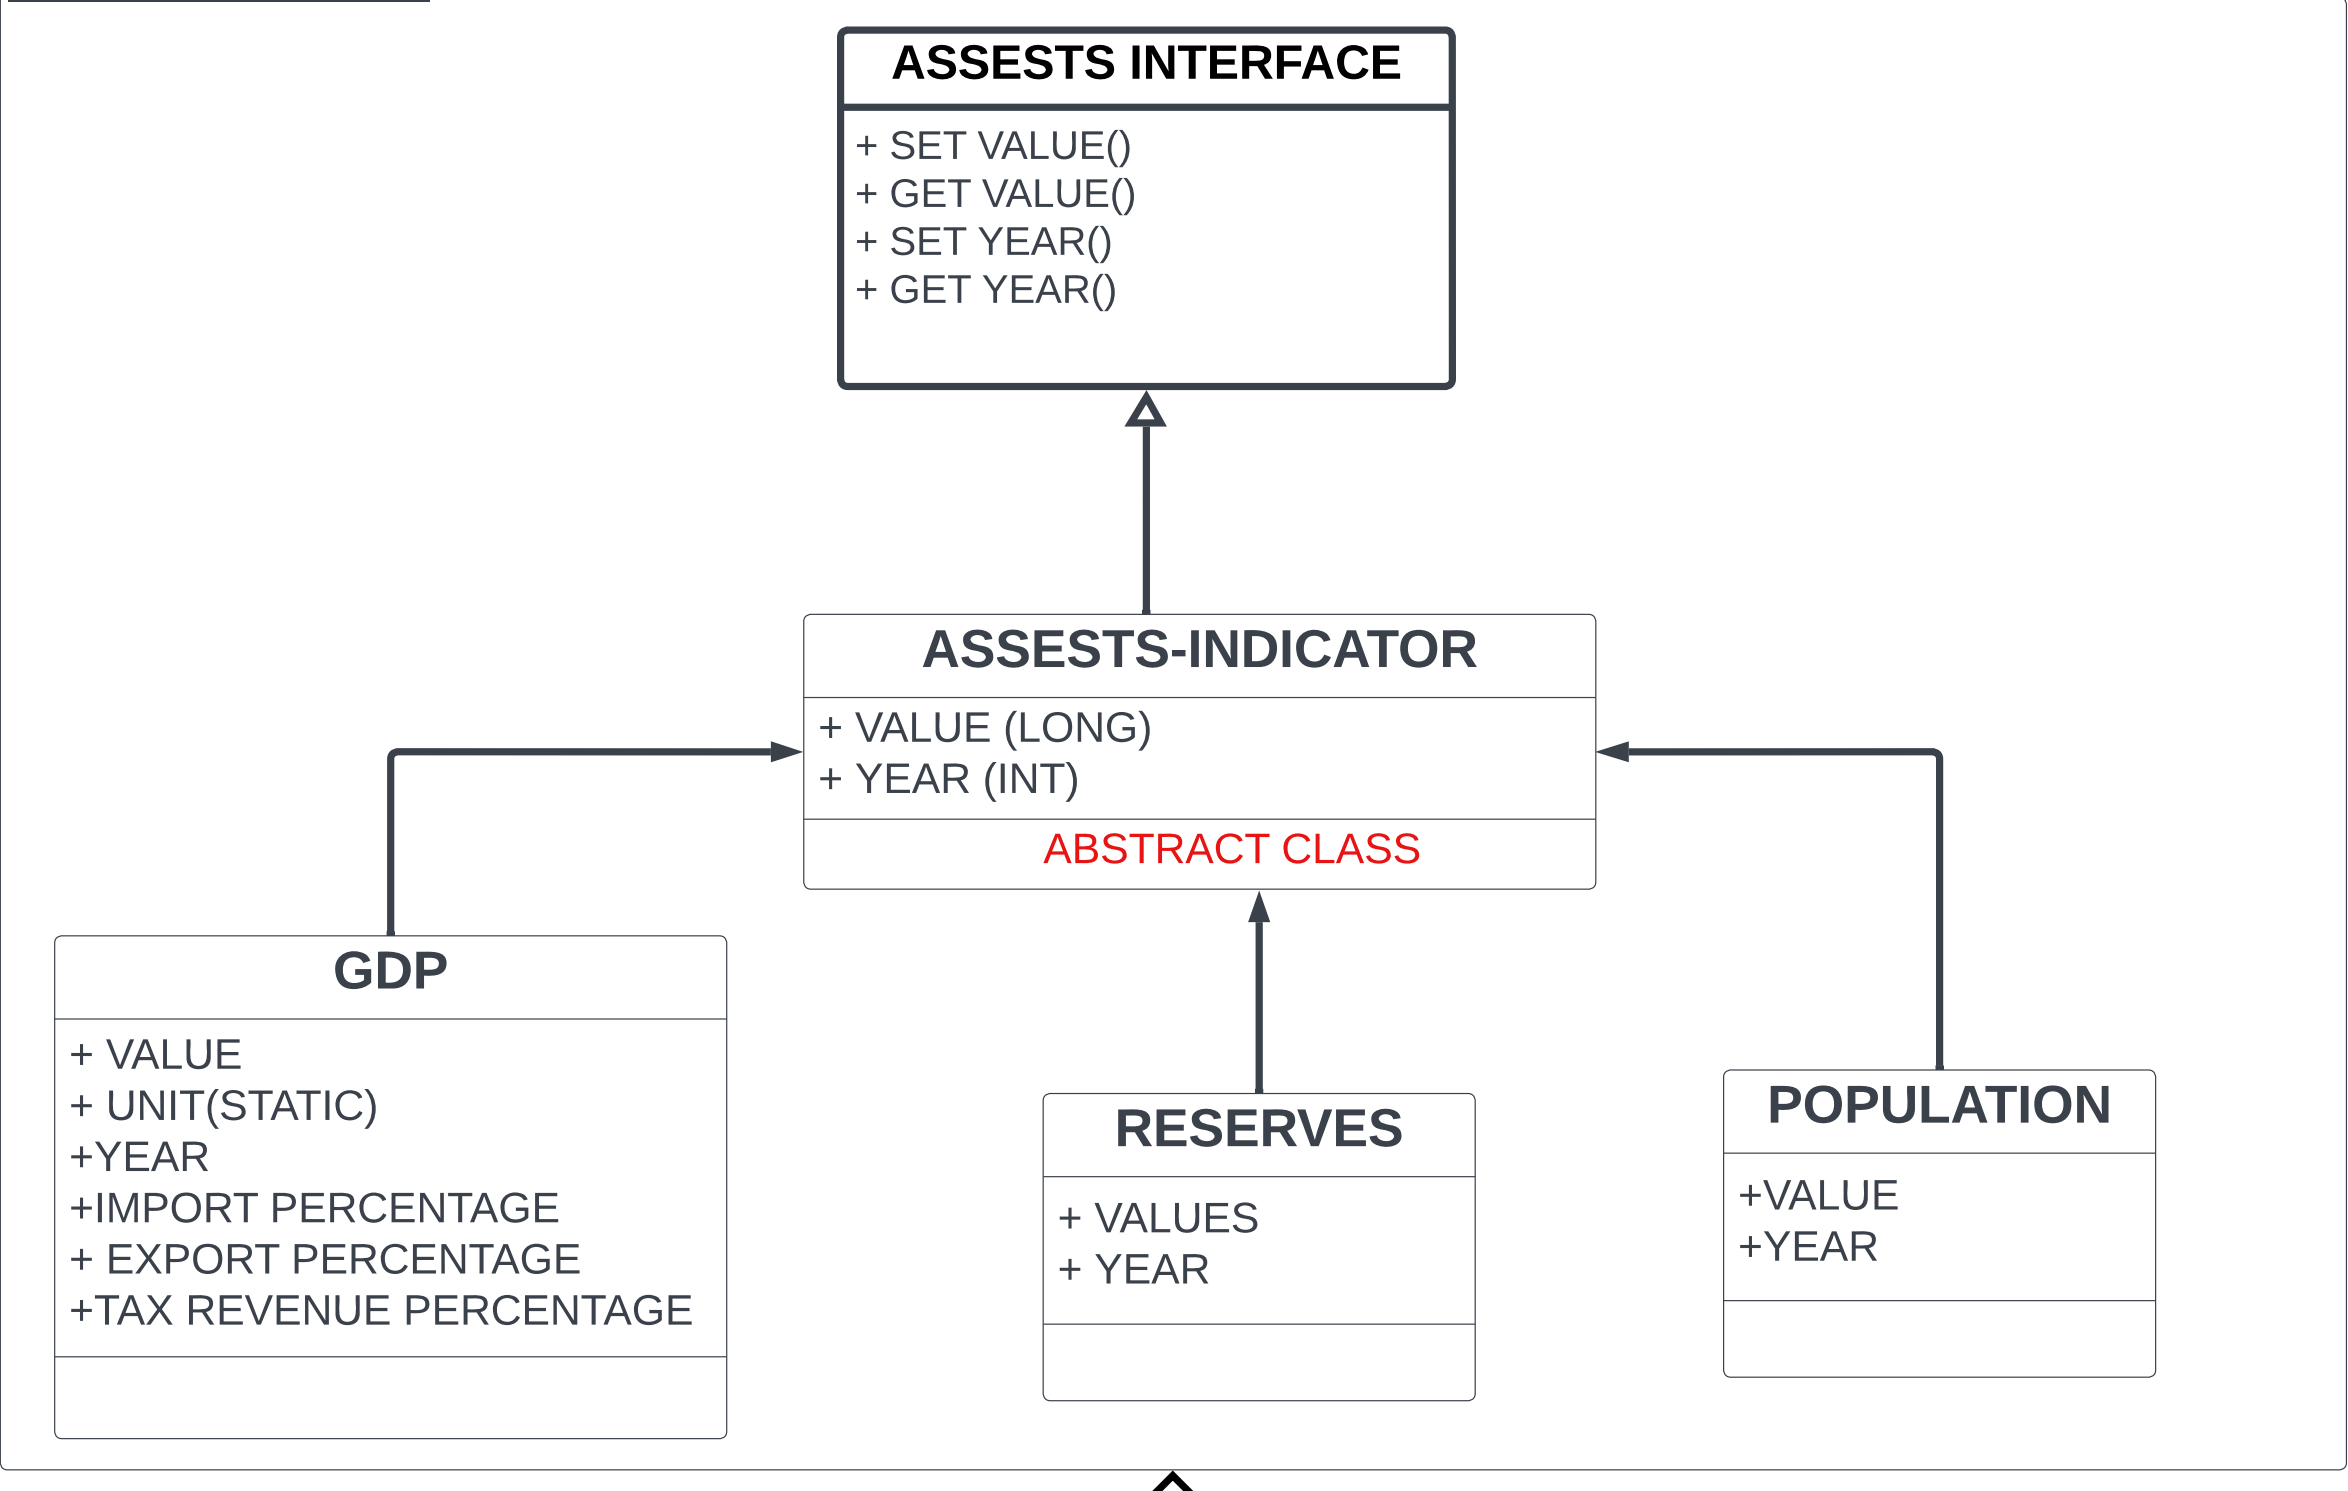 ASSESTS INTERFACE
+ SET VALUE()
+ GET VALUE()
+ SET YEAR()
+ GET YEAR()
ASSESTS-INDICATOR
+ VALUE (LONG)
+ YEAR (INT)
ABSTRACT CLASS
GDP
+ VALUE
+ UNIT(STATIC)
+YEAR
+IMPORT PERCENTAGE
+ EXPORT PERCENTAGE
+TAX REVENUE PERCENTAGE
RESERVES
+ VALUES
+ YEAR
POPULATION
+VALUE
+YEAR